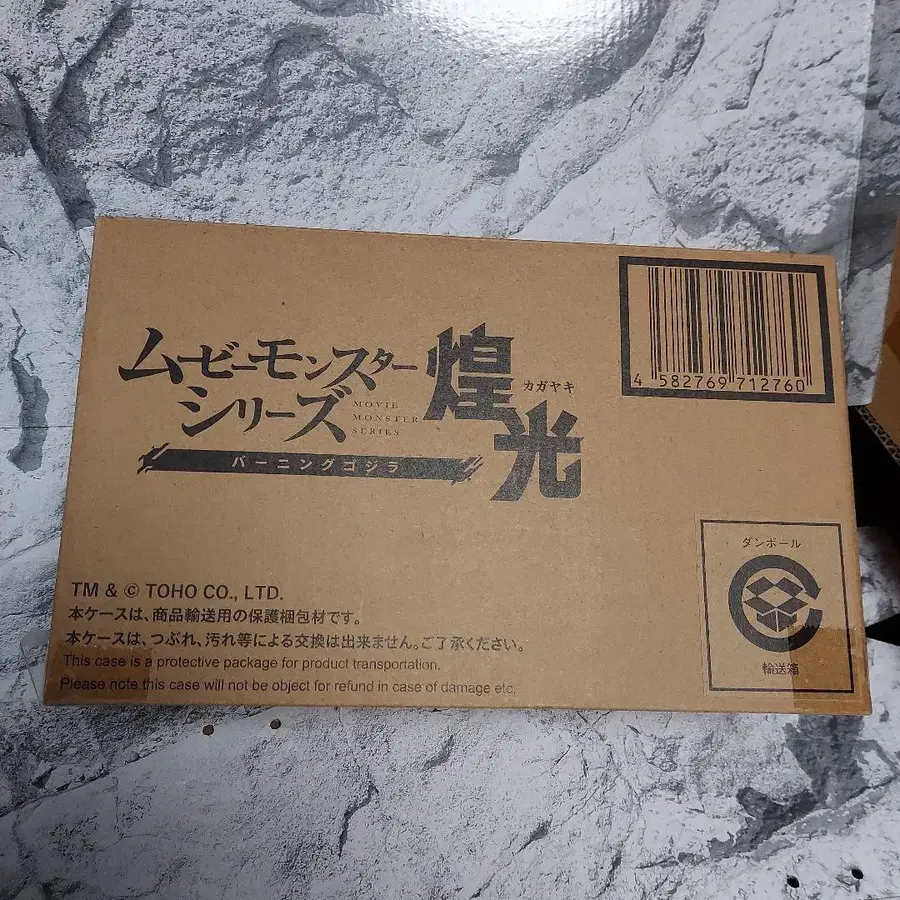 ムービーモンスター
シリーズ
MOVIE
MONSTER
SERIES
煌光
カガヤキ
バーニングゴジラ
4 582769 712760
ダンボール
輸送箱
TM & © TOHO CO., LTD.
本ケースは、商品輸送用の保護梱包材です。
本ケースは、つぶれ、汚れ等による交換は出来ません。ご了承ください。
This case is a protective package for product transportation.
Please note this case will not be object for refund in case of damage etc.